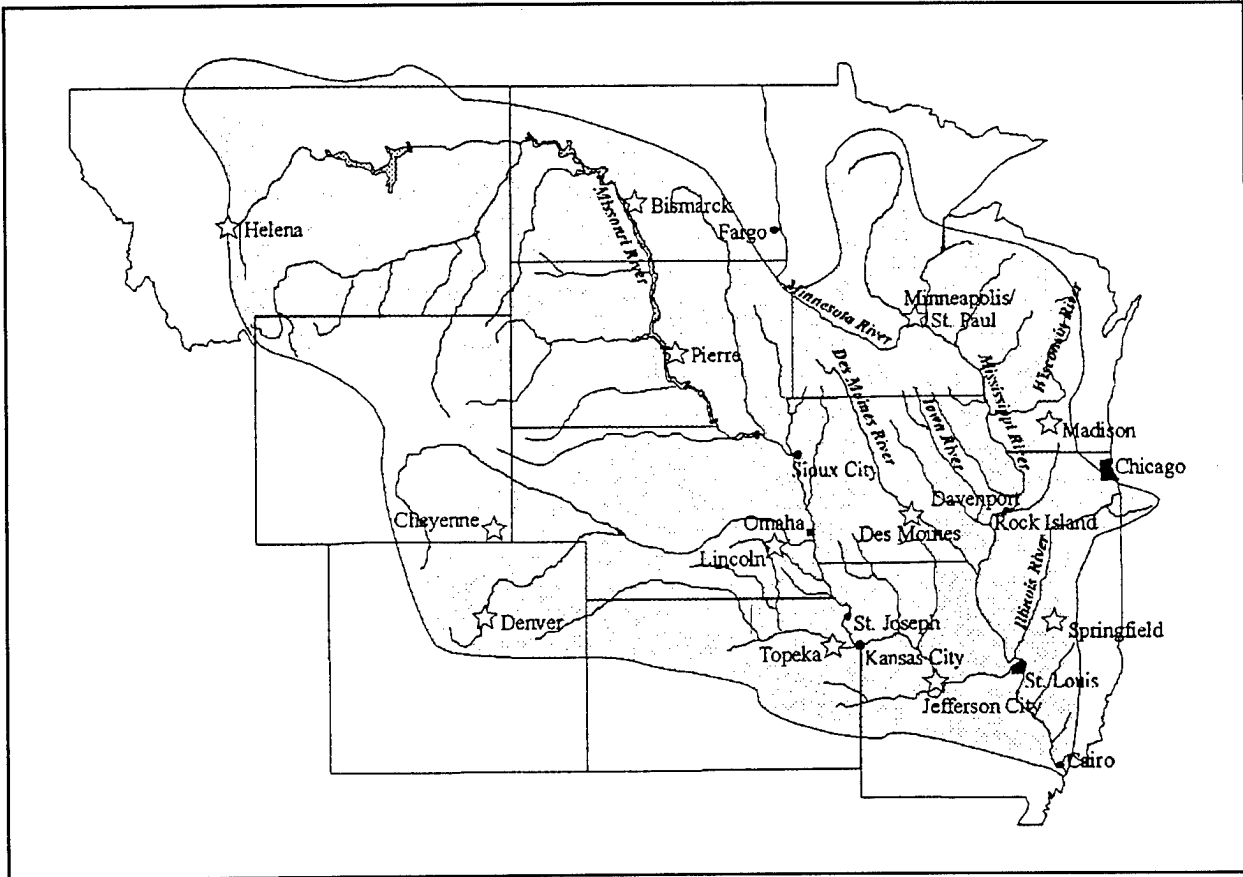 Missouri River
Bismarck
Helena
Fargo
Minnesota River
Minneapolis/
St. Paul
Wisconsin River
Pierre
Des Moines River
Iowa River
Mississippi River
Madison
Chicago
Sioux City
Davenport
Cheyenne
Omaha
Des Moines
Rock Island
Lincoln
Illinois River
Denver
St. Joseph
Springfield
Topeka
Kansas City
St. Louis
Jefferson City
Cairo